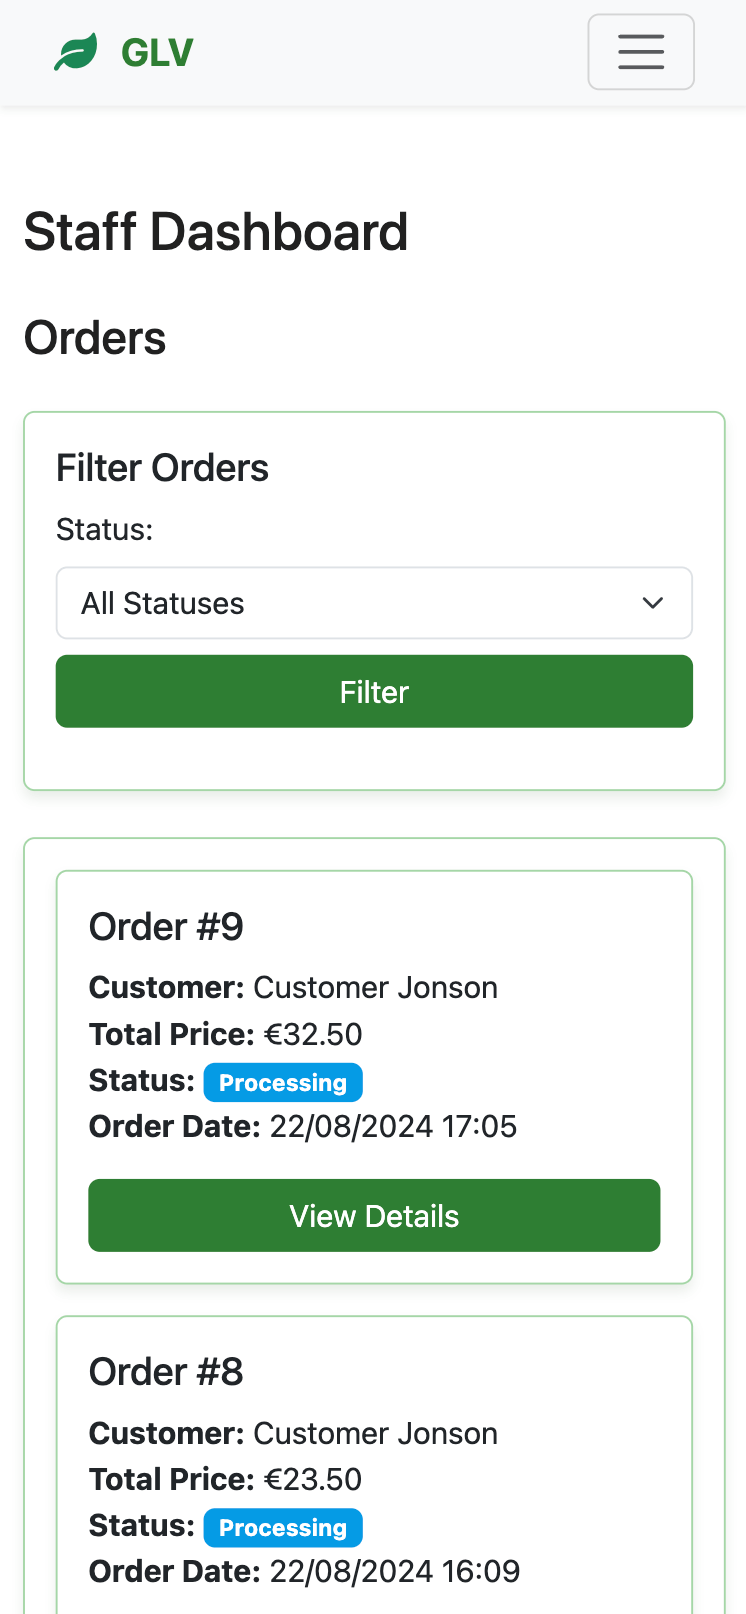 GLV
Staff Dashboard
Orders
Filter Orders
Status:
All Statuses
Filter
Order #9
Customer: Customer Jonson
Total Price: €32.50
Status: Processing
Order Date: 22/08/2024 17:05
View Details
Order #8
Customer: Customer Jonson
Total Price: €23.50
Status: Processing
Order Date: 22/08/2024 16:09